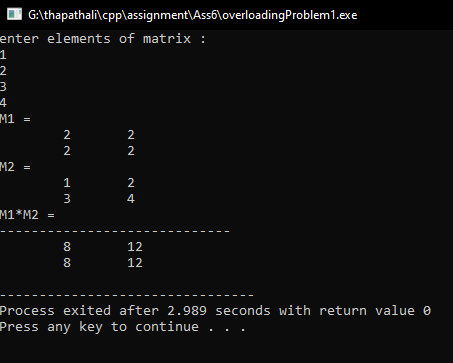 G:\thapathali\cpp\assignment\Ass6\overloadingProblem1.exe
enter elements of matrix :
1
2
3
4
M1 =
        2       2
        2       2
M2 =
        1       2
        3       4
M1*M2 =
-----------------------------
        8       12
        8       12

--------------------------------
Process exited after 2.989 seconds with return value 0
Press any key to continue . . .